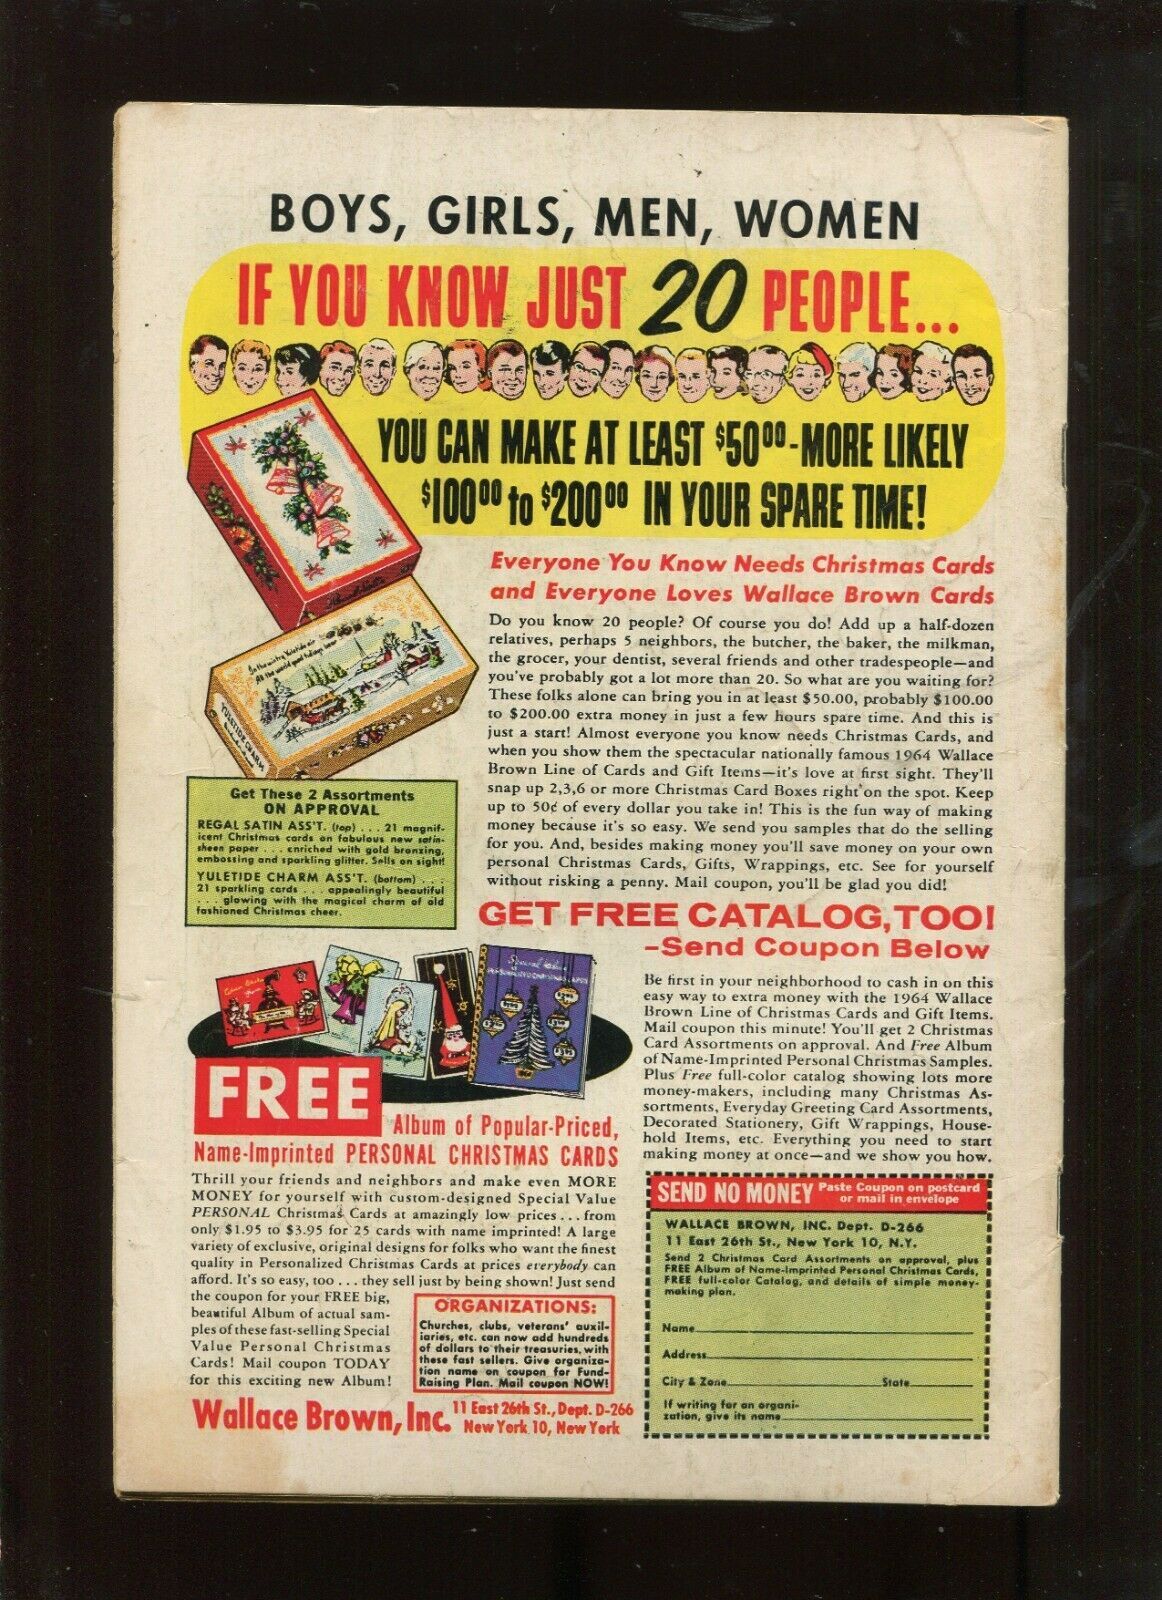 BOYS, GIRLS, MEN, WOMEN
IF YOU KNOW JUST 20 PEOPLE...
YOU CAN MAKE AT LEAST $50⁰⁰-MORE LIKELY
$100⁰⁰ to $200⁰⁰ IN YOUR SPARE TIME!
Everyone You Know Needs Christmas Cards
and Everyone Loves Wallace Brown Cards
Do you know 20 people? Of course you do! Add up a half-dozen
relatives, perhaps 5 neighbors, the butcher, the baker, the milkman,
the grocer, your dentist, several friends and other tradespeople—and
you've probably got a lot more than 20. So what are you waiting for?
These folks alone can bring you in at least $50.00, probably $100.00
to $200.00 extra money in just a few hours spare time. And this is
just a start! Almost everyone you know needs Christmas Cards, and
when you show them the spectacular nationally famous 1964 Wallace
Brown Line of Cards and Gift Items—it's love at first sight. They'll
snap up 2,3,6 or more Christmas Card Boxes right on the spot. Keep
up to 50¢ of every dollar you take in! This is the fun way of making
money because it's so easy. We send you samples that do the selling
for you. And, besides making money you'll save money on your own
personal Christmas Cards, Gifts, Wrappings, etc. See for yourself
without risking a penny. Mail coupon, you'll be glad you did!
YULETIDE CHARM
Get These 2 Assortments
ON APPROVAL
REGAL SATIN ASS'T. (top) . . . 21 magnif-
icent Christmas cards on fabulous new satin-
sheen paper . . . enriched with gold bronzing,
embossing and sparkling glitter. Sells on sight!
YULETIDE CHARM ASS'T. (bottom) . . .
21 sparkling cards . . . appealingly beautiful
. . . glowing with the magical charm of old
fashioned Christmas cheer.
GET FREE CATALOG, TOO!
-Send Coupon Below
Be first in your neighborhood to cash in on this
easy way to extra money with the 1964 Wallace
Brown Line of Christmas Cards and Gift Items.
Mail coupon this minute! You'll get 2 Christmas
Card Assortments on approval. And Free Album
of Name-Imprinted Personal Christmas Samples.
Plus Free full-color catalog showing lots more
money-makers, including many Christmas As-
sortments, Everyday Greeting Card Assortments,
Decorated Stationery, Gift Wrappings, House-
hold Items, etc. Everything you need to start
making money at once—and we show you how.
FREE
Album of Popular-Priced,
Name-Imprinted PERSONAL CHRISTMAS CARDS
Thrill your friends and neighbors and make even MORE
MONEY for yourself with custom-designed Special Value
PERSONAL Christmas Cards at amazingly low prices . . . from
only $1.95 to $3.95 for 25 cards with name imprinted! A large
variety of exclusive, original designs for folks who want the finest
quality in Personalized Christmas Cards at prices everybody can
afford. It's so easy, too . . . they sell just by being shown! Just send
the coupon for your FREE big,
beautiful Album of actual sam-
ples of these fast-selling Special
Value Personal Christmas
Cards! Mail coupon TODAY
for this exciting new Album!
ORGANIZATIONS:
Churches, clubs, veterans' auxil-
iaries, etc. can now add hundreds
of dollars to their treasuries, with
these fast sellers. Give organiza-
tion name on coupon for Fund-
Raising Plan. Mail coupon NOW!
Wallace Brown, Inc. 11 East 26th St., Dept. D-266
New York 10, New York
SEND NO MONEY Paste Coupon on postcard
or mail in envelope
WALLACE BROWN, INC. Dept. D-266
11 East 26th St., New York 10, N.Y.
Send 2 Christmas Card Assortments on approval, plus
FREE Album of Name-Imprinted Personal Christmas Cards,
FREE full-color Catalog, and details of simple money-
making plan.
Name
Address
City & Zone State
If writing for an organi-
zation, give its name